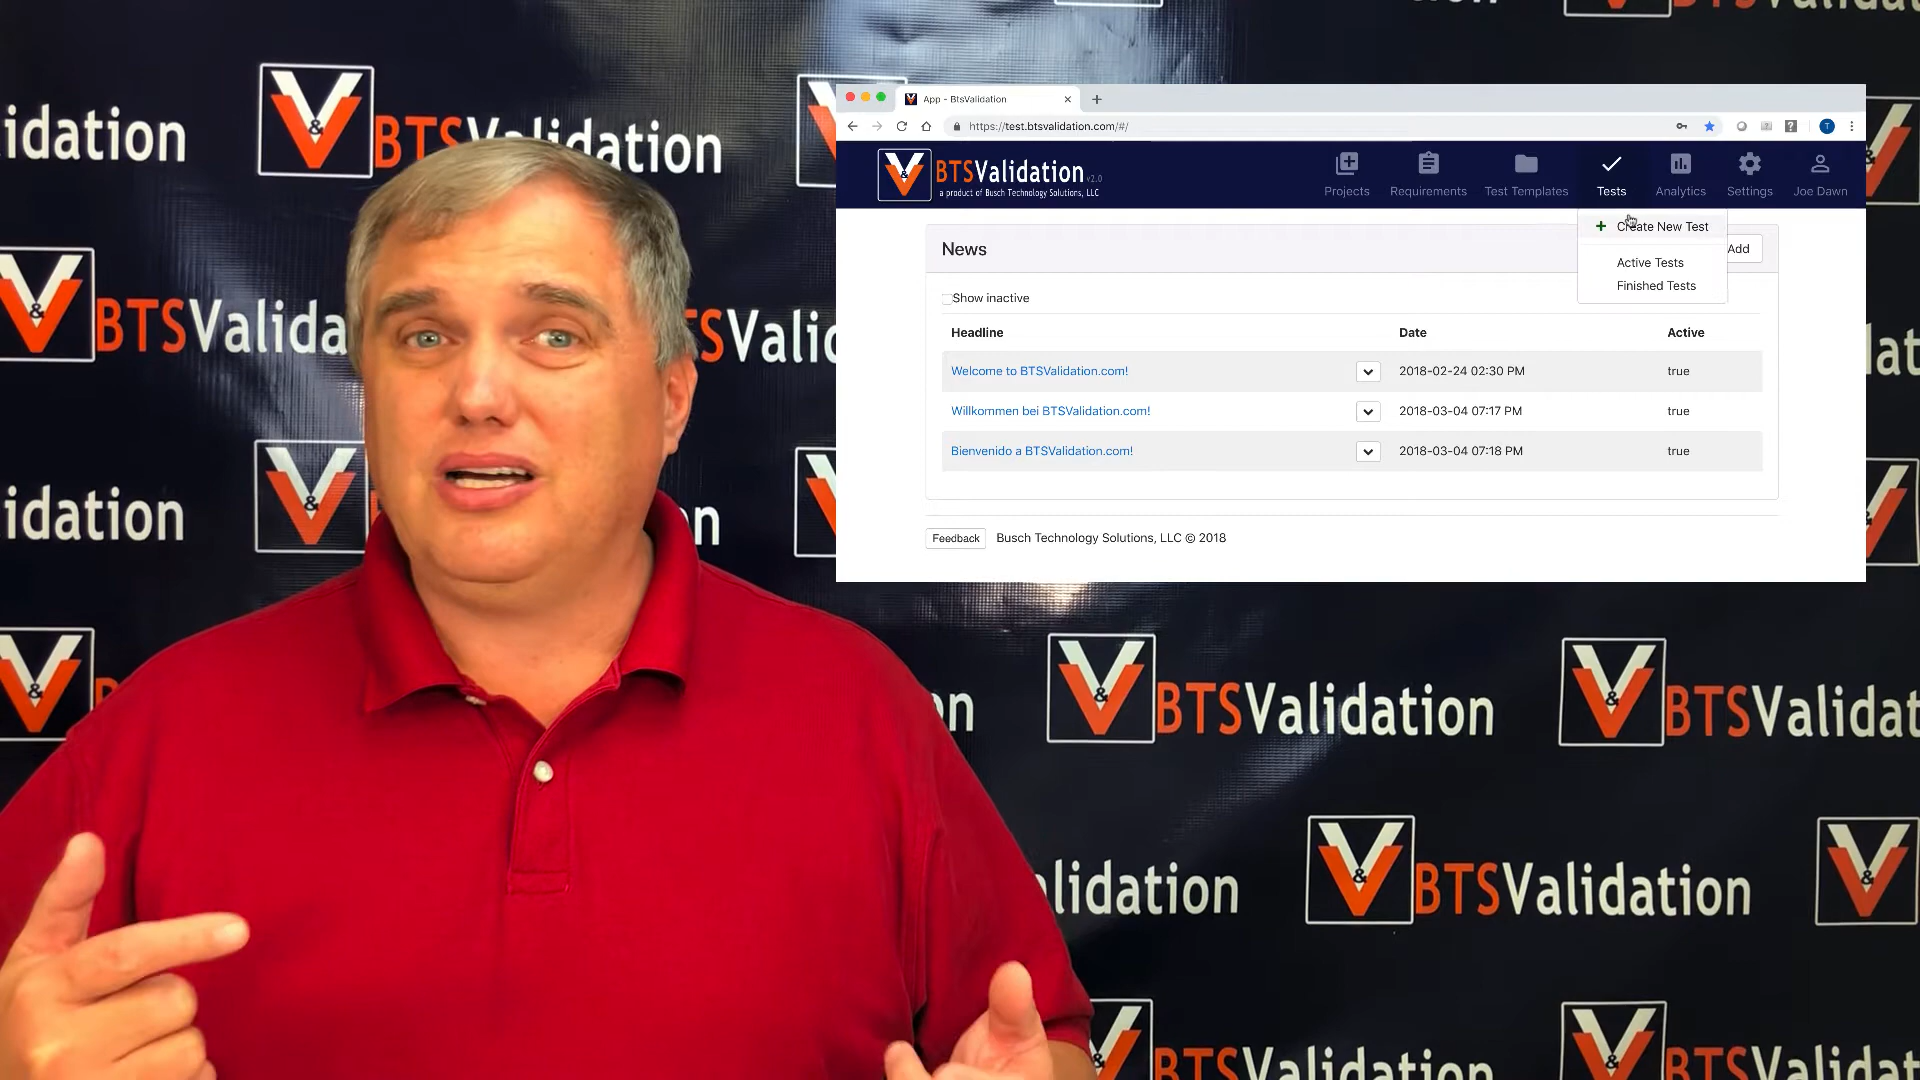 App - BtsValidation
https://test.btsvalidation.com/#/
T
V&V BTSValidation v2.0
a product of Busch Technology Solutions, LLC
Projects
Requirements
Test Templates
Tests
Analytics
Settings
Joe Dawn
+ Create New Test
Active Tests
Finished Tests
News
Add
Show inactive
Headline Date Active
Welcome to BTSValidation.com! 2018-02-24 02:30 PM true
Willkommen bei BTSValidation.com! 2018-03-04 07:17 PM true
Bienvenido a BTSValidation.com! 2018-03-04 07:18 PM true
Feedback Busch Technology Solutions, LLC © 2018
idation
& BTSValidation
& BTSValida
SValid
idation
&
n
&
n
& BTSValidation
& BTSValidat
alidation
& BTSValidation
&
BTSValidation
& BTSValidat